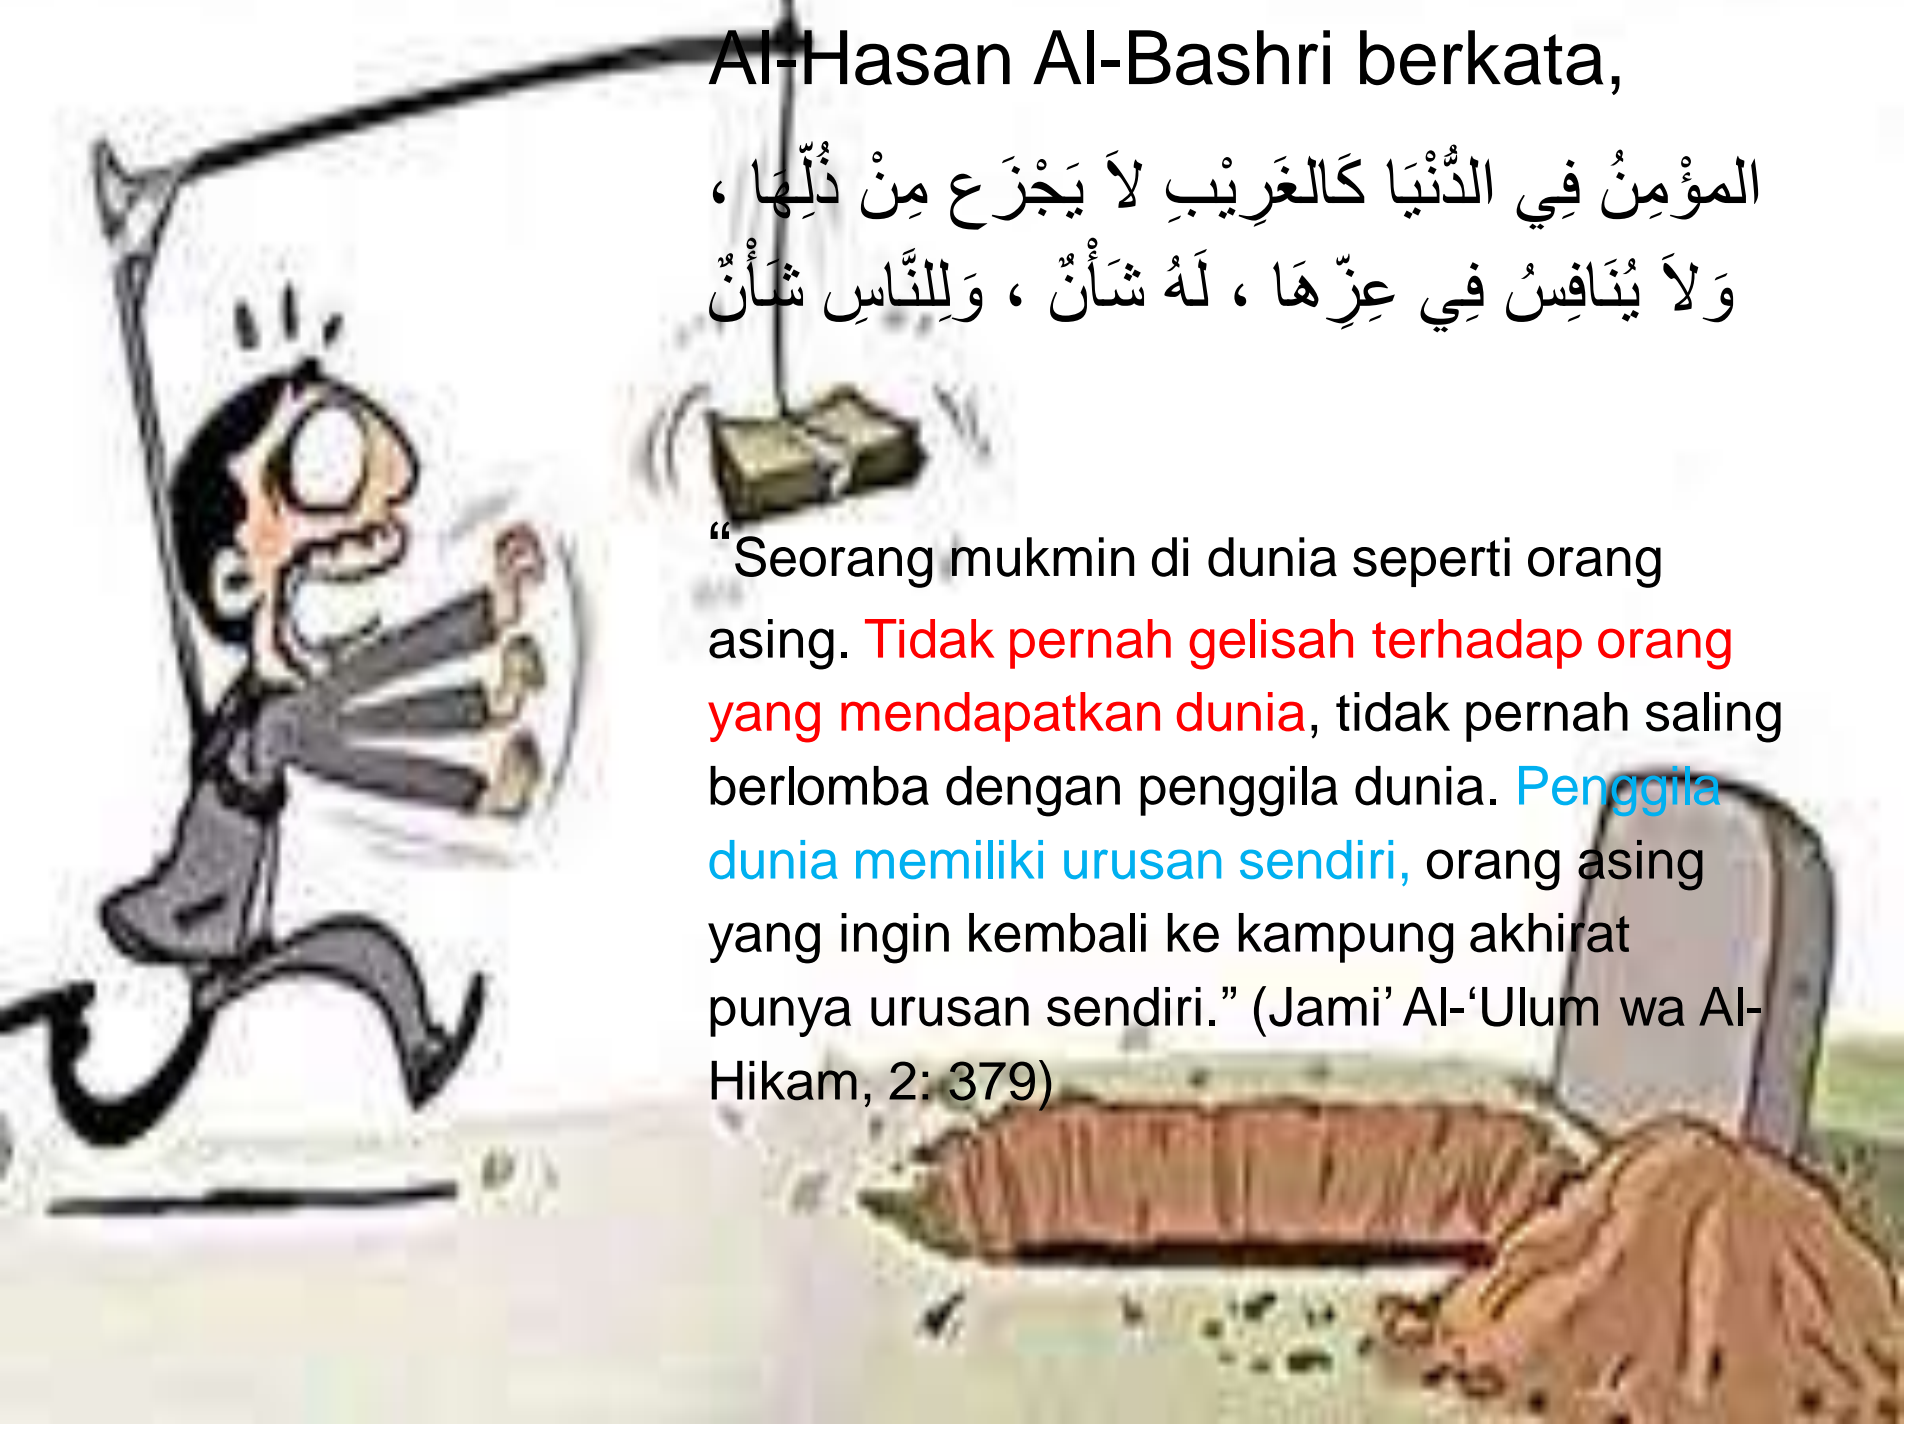 Al-Hasan Al-Bashri berkata,
المؤْمِنُ فِي الدُّنْيَا كَالغَرِيْبِ لاَ يَجْزَع مِنْ ذُلِّهَا ،
وَلاَ يُنَافِسُ فِي عِزِّهَا ، لَهُ شَأْنٌ ، وَلِلنَّاسِ شَأْنٌ
“Seorang mukmin di dunia seperti orang
asing. Tidak pernah gelisah terhadap orang
yang mendapatkan dunia, tidak pernah saling
berlomba dengan penggila dunia. Penggila
dunia memiliki urusan sendiri, orang asing
yang ingin kembali ke kampung akhirat
punya urusan sendiri.” (Jami’ Al-‘Ulum wa Al-
Hikam, 2: 379)